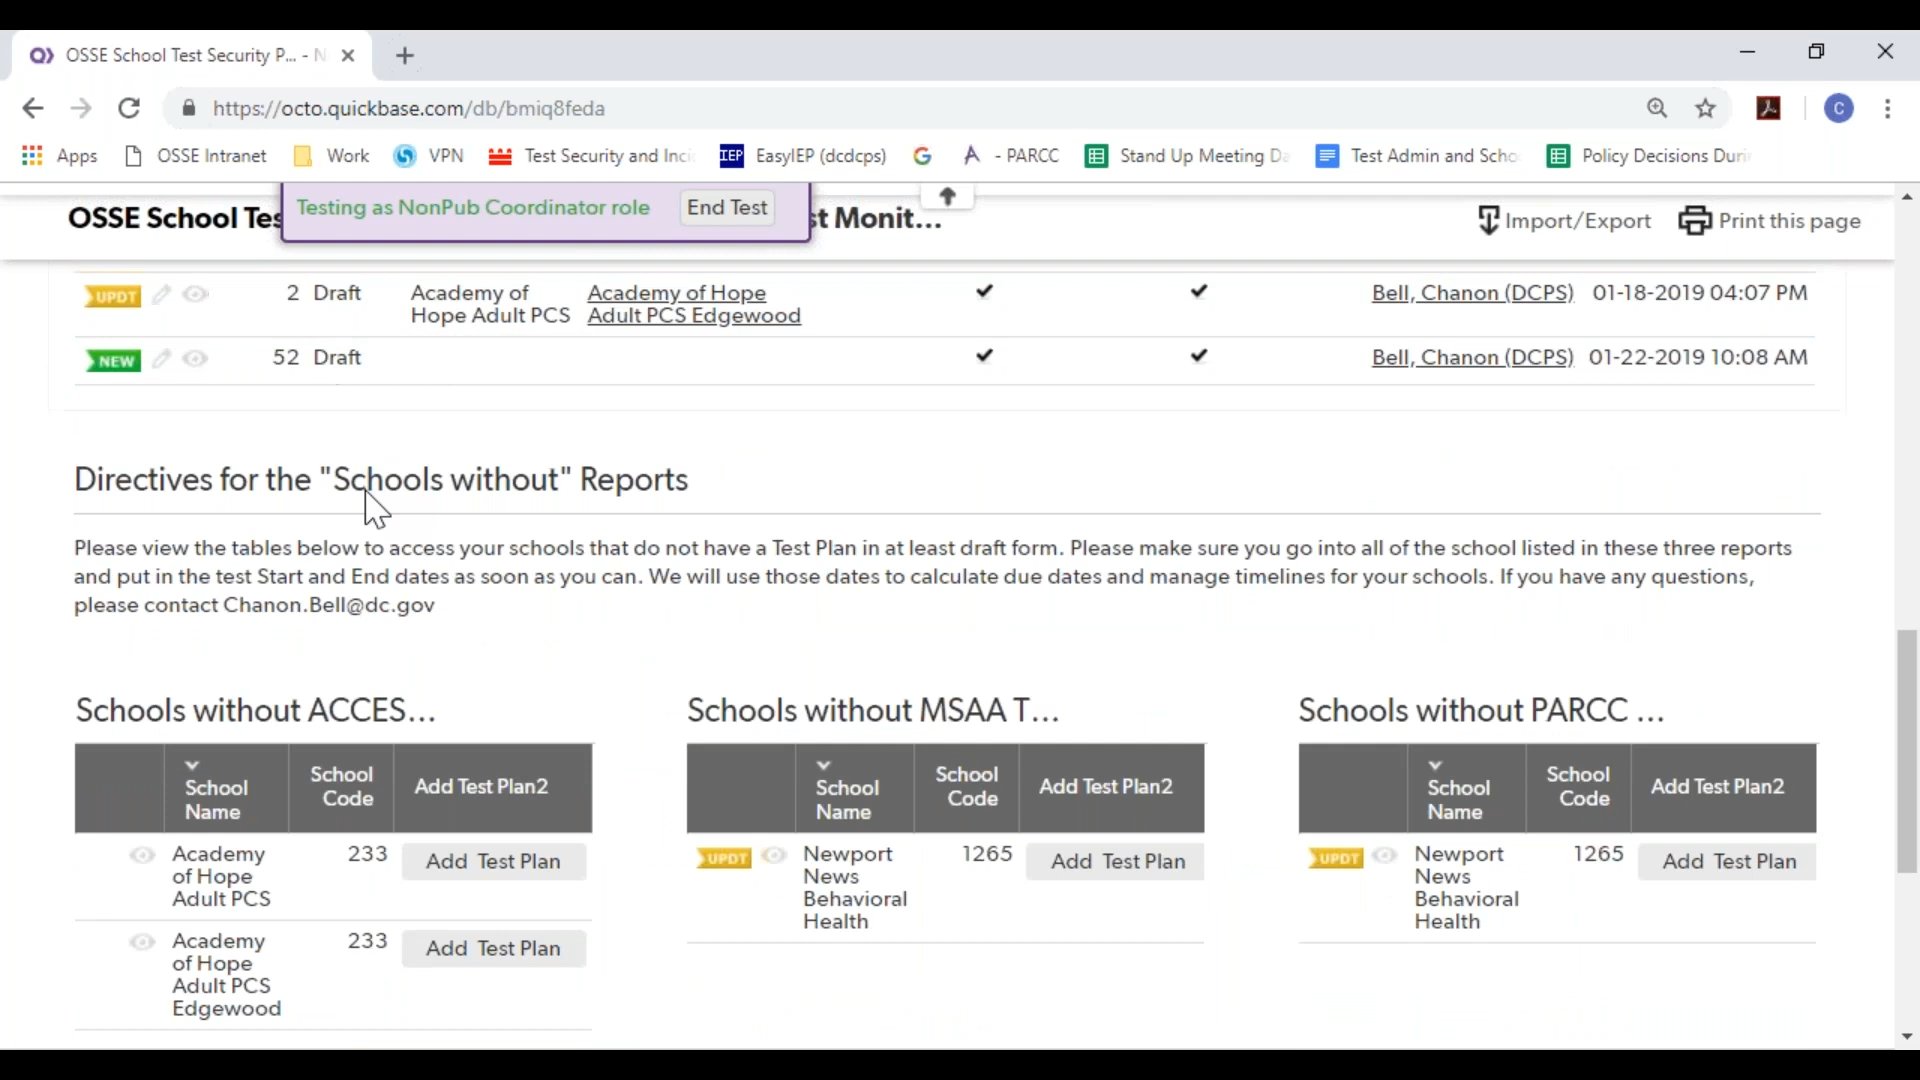 OSSE School Test Security P... - N
https://octo.quickbase.com/db/bmiq8feda
C
Apps OSSE Intranet Work VPN Test Security and Inci IEP EasyIEP (dcdcps) G - PARCC Stand Up Meeting Da Test Admin and Scho Policy Decisions Duri
Testing as NonPub Coordinator role End Test
OSSE School Tes st Monit... Import/Export Print this page
UPDT 2 Draft Academy of Academy of Hope Bell, Chanon (DCPS) 01-18-2019 04:07 PM
Hope Adult PCS Adult PCS Edgewood
NEW 52 Draft Bell, Chanon (DCPS) 01-22-2019 10:08 AM
Directives for the "Schools without" Reports
Please view the tables below to access your schools that do not have a Test Plan in at least draft form. Please make sure you go into all of the school listed in these three reports
and put in the test Start and End dates as soon as you can. We will use those dates to calculate due dates and manage timelines for your schools. If you have any questions,
please contact Chanon.Bell@dc.gov
Schools without ACCES...
School Name School Code Add Test Plan2
Academy 233 Add Test Plan
of Hope
Adult PCS
Academy 233 Add Test Plan
of Hope
Adult PCS
Edgewood
Schools without MSAA T...
School Name School Code Add Test Plan2
UPDT Newport 1265 Add Test Plan
News
Behavioral
Health
Schools without PARCC ...
School Name School Code Add Test Plan2
UPDT Newport 1265 Add Test Plan
News
Behavioral
Health